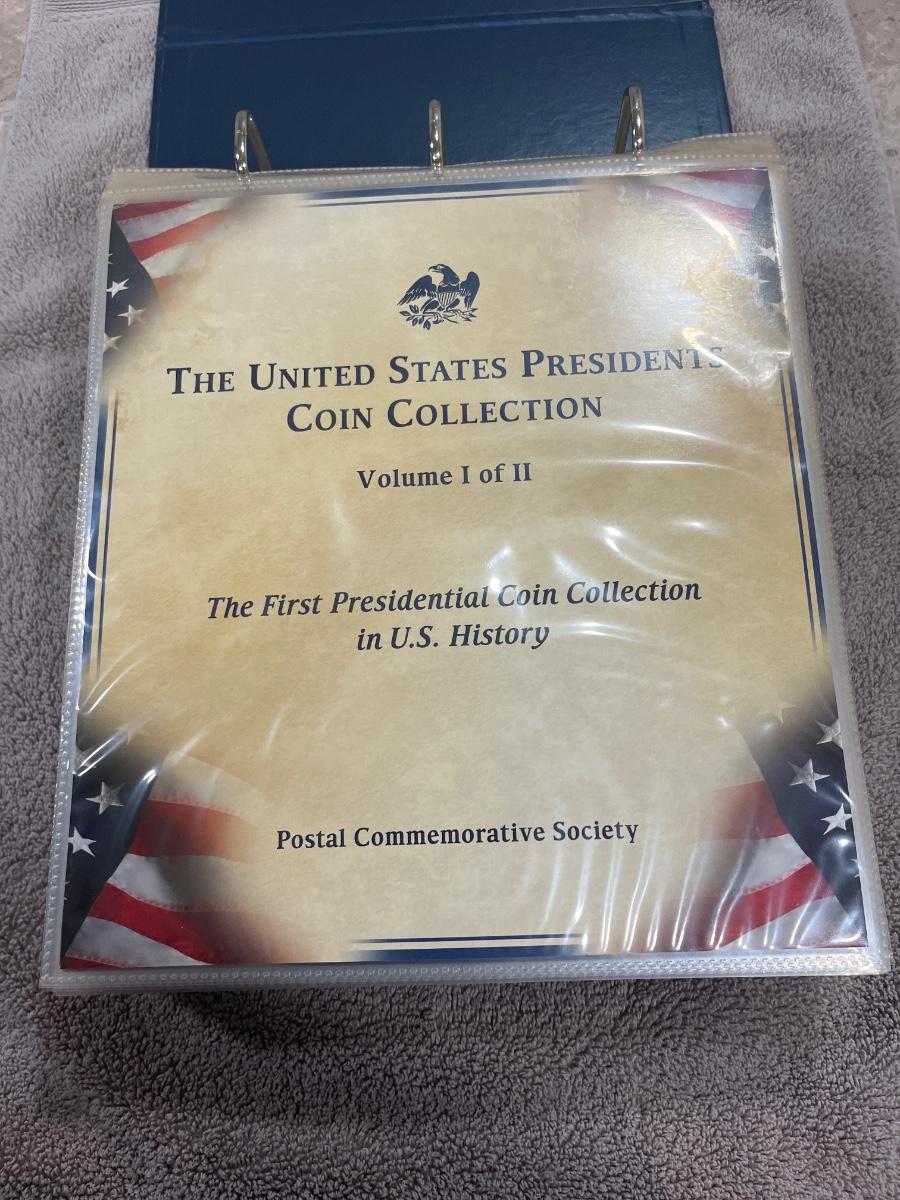 THE UNITED STATES PRESIDENTS
COIN COLLECTION
Volume I of II
The First Presidential Coin Collection
in U.S. History
Postal Commemorative Society